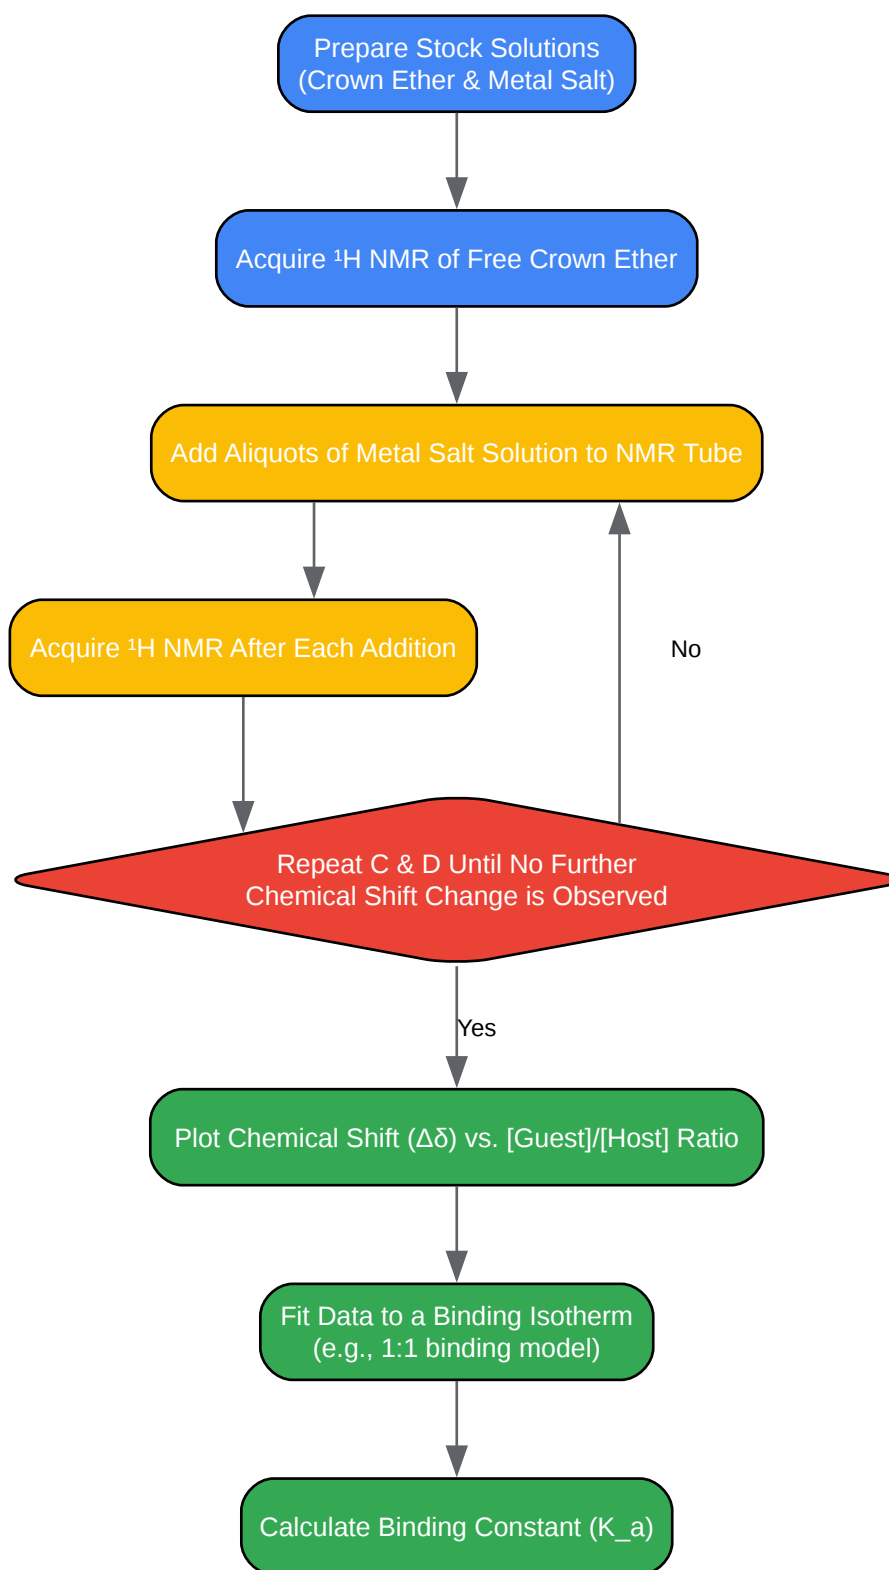 Prepare Stock Solutions
(Crown Ether & Metal Salt)
Acquire ¹H NMR of Free Crown Ether
Add Aliquots of Metal Salt Solution to NMR Tube
Acquire ¹H NMR After Each Addition
No
Repeat C & D Until No Further
Chemical Shift Change is Observed
Yes
Plot Chemical Shift (Δδ) vs. [Guest]/[Host] Ratio
Fit Data to a Binding Isotherm
(e.g., 1:1 binding model)
Calculate Binding Constant (K_a)